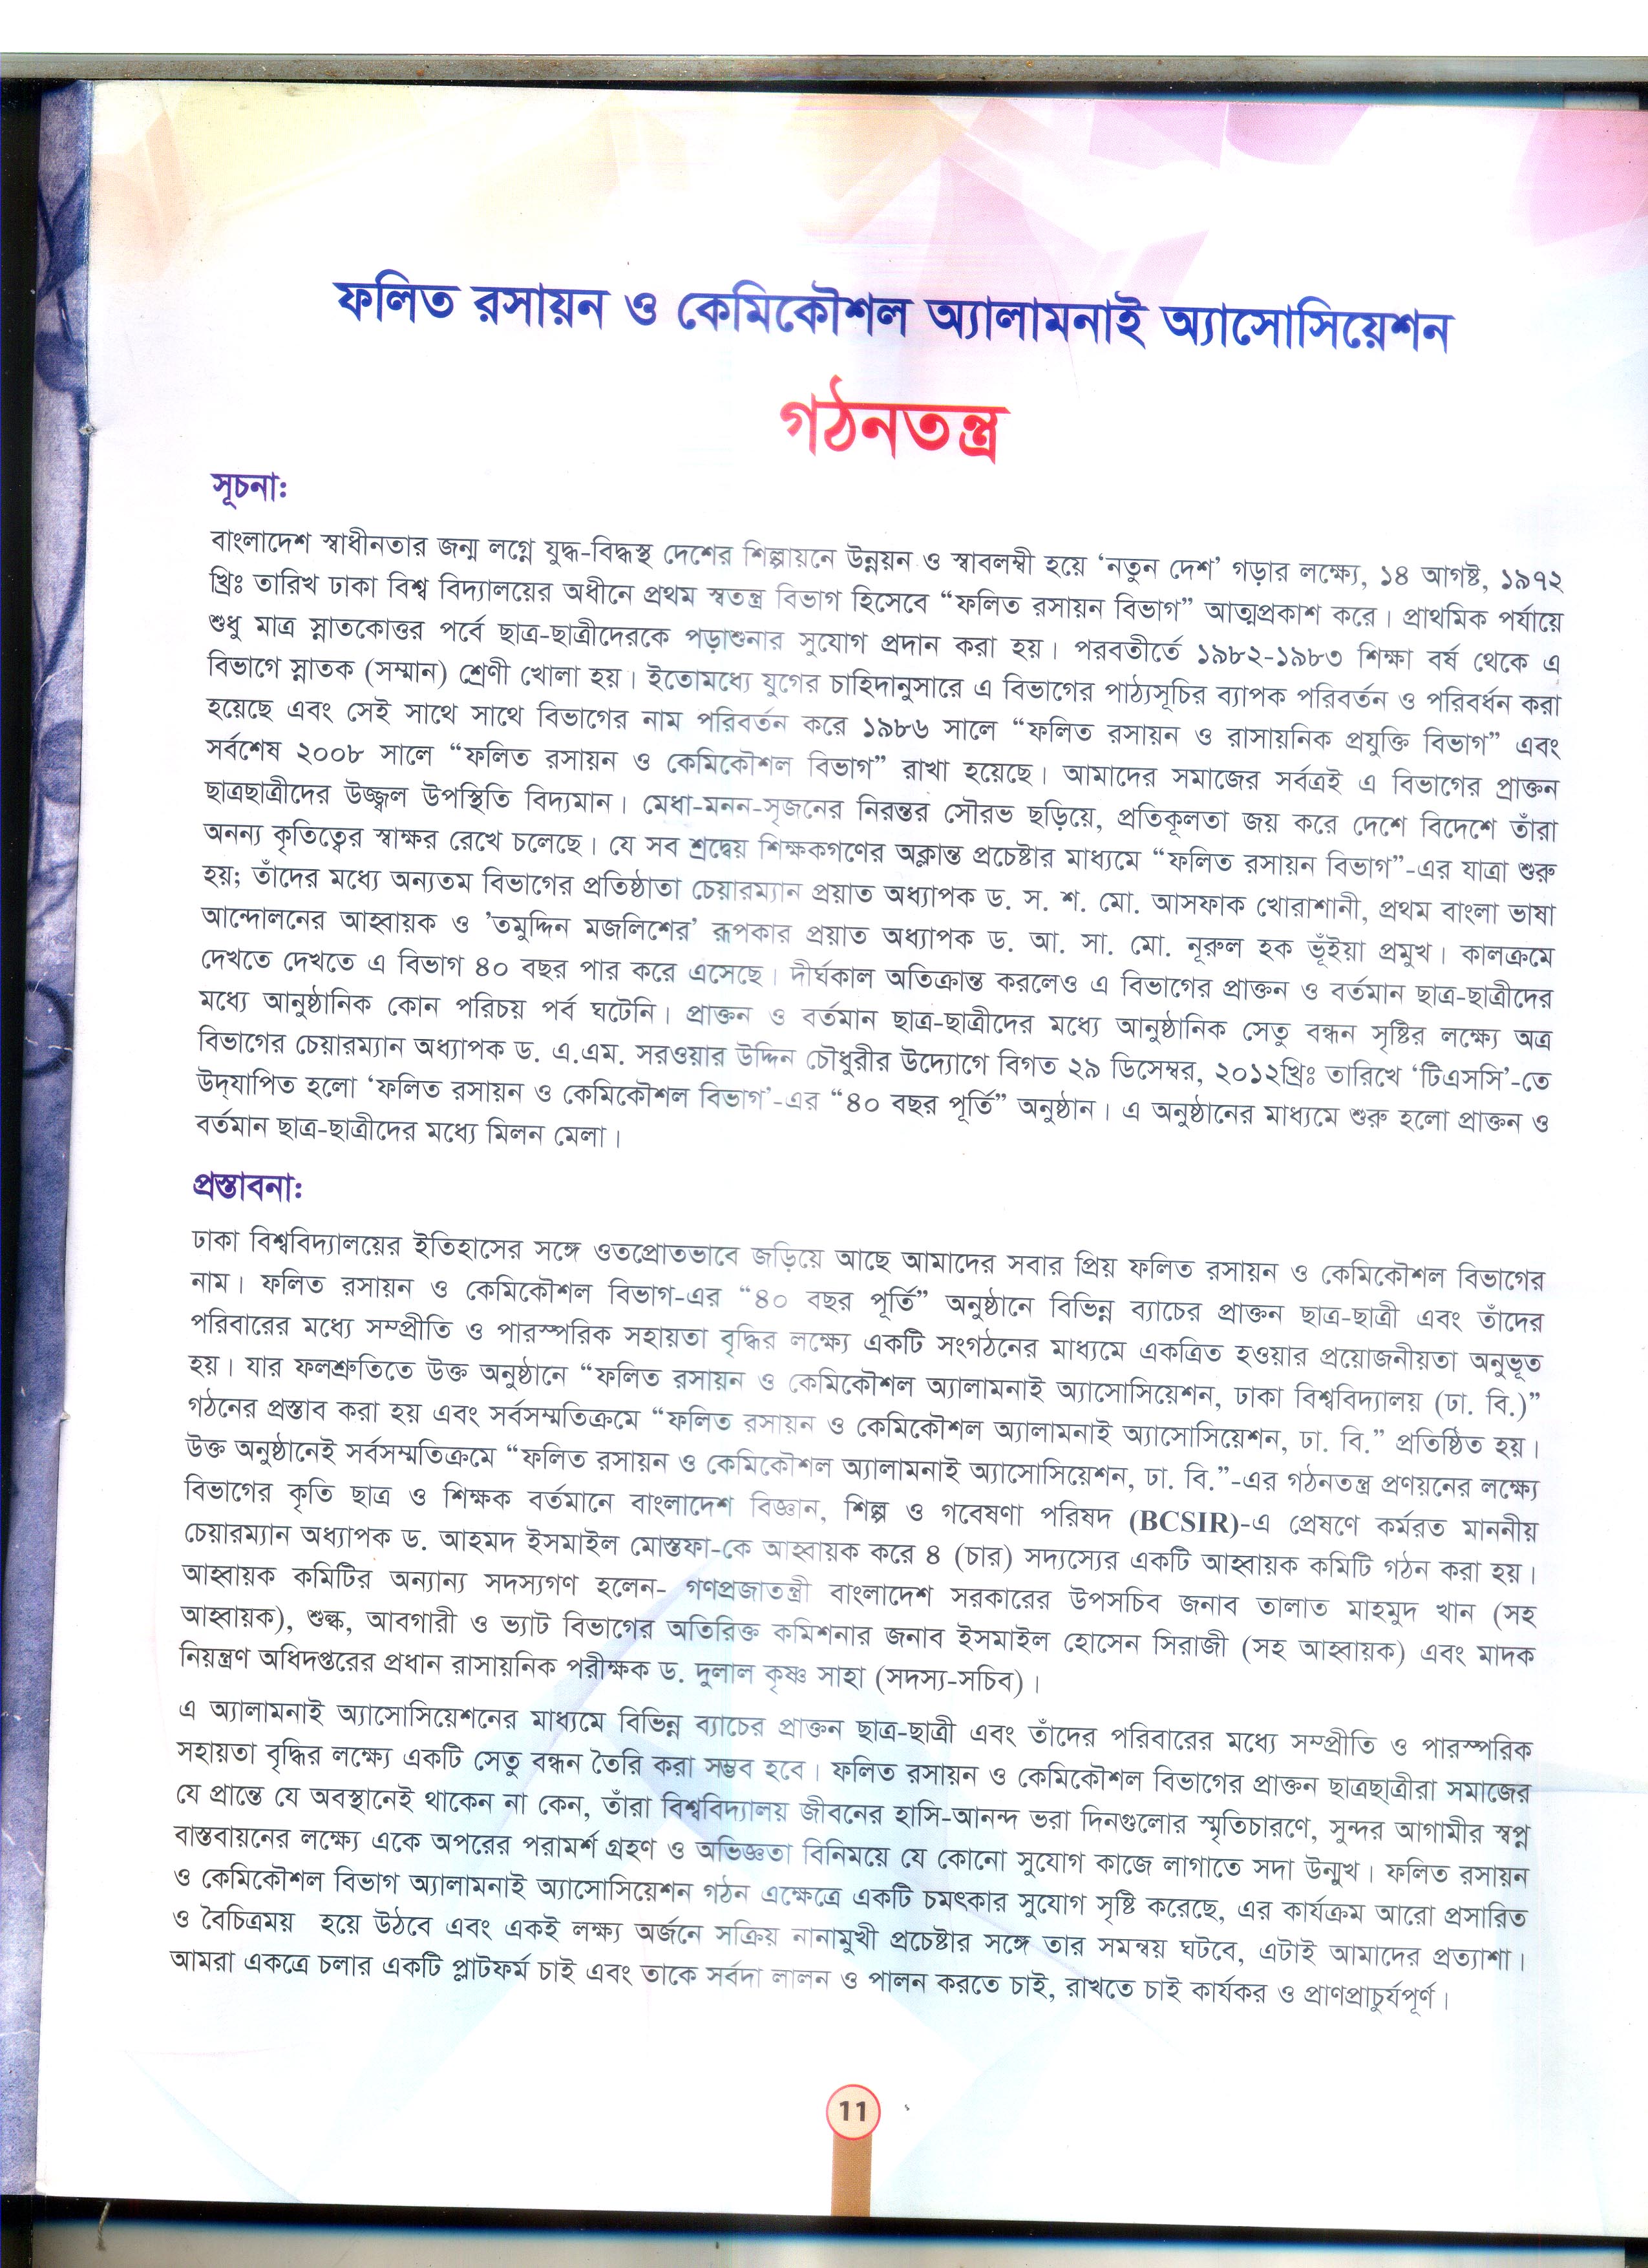 ফলিত রসায়ন ও কেমিকৌশল অ্যালামনাই অ্যাসোসিয়েশন
গঠনতন্ত্র
সূচনাঃ
বাংলাদেশ স্বাধীনতার জন্ম লগ্নে যুদ্ধ-বিদ্ধস্থ দেশের শিল্পায়নে উন্নয়ন ও স্বাবলম্বী হয়ে ‘নতুন দেশ’ গড়ার লক্ষ্যে, ১৪ আগষ্ট, ১৯৭২
খ্রিঃ তারিখ ঢাকা বিশ্ব বিদ্যালয়ের অধীনে প্রথম স্বতন্ত্র বিভাগ হিসেবে “ফলিত রসায়ন বিভাগ” আত্মপ্রকাশ করে। প্রাথমিক পর্যায়ে
শুধু মাত্র স্নাতকোত্তর পর্বে ছাত্র-ছাত্রীদেরকে পড়াশুনার সুযোগ প্রদান করা হয়। পরবর্তীতে ১৯৮২-১৯৮৩ শিক্ষা বর্ষ থেকে এ
বিভাগে স্নাতক (সম্মান) শ্রেণী খোলা হয়। ইতোমধ্যে যুগের চাহিদানুসারে এ বিভাগের পাঠ্যসূচির ব্যাপক পরিবর্তন ও পরিবর্ধন করা
হয়েছে এবং সেই সাথে সাথে বিভাগের নাম পরিবর্তন করে ১৯৮৬ সালে “ফলিত রসায়ন ও রাসায়নিক প্রযুক্তি বিভাগ” এবং
সর্বশেষ ২০০৮ সালে “ফলিত রসায়ন ও কেমিকৌশল বিভাগ” রাখা হয়েছে। আমাদের সমাজের সর্বত্রই এ বিভাগের প্রাক্তন
ছাত্রছাত্রীদের উজ্জ্বল উপস্থিতি বিদ্যমান। মেধা-মনন-সৃজনের নিরন্তর সৌরভ ছড়িয়ে, প্রতিকূলতা জয় করে দেশে বিদেশে তাঁরা
অনন্য কৃতিত্বের স্বাক্ষর রেখে চলেছে। যে সব শ্রদ্বেয় শিক্ষকগণের অক্লান্ত প্রচেষ্টার মাধ্যমে “ফলিত রসায়ন বিভাগ”-এর যাত্রা শুরু
হয়; তাঁদের মধ্যে অন্যতম বিভাগের প্রতিষ্ঠাতা চেয়ারম্যান প্রয়াত অধ্যাপক ড. স. শ. মো. আসফাক খোরাশানী, প্রথম বাংলা ভাষা
আন্দোলনের আহ্বায়ক ও ’তমুদ্দিন মজলিশের’ রূপকার প্রয়াত অধ্যাপক ড. আ. সা. মো. নূরুল হক ভূঁইয়া প্রমুখ। কালক্রমে
দেখতে দেখতে এ বিভাগ ৪০ বছর পার করে এসেছে। দীর্ঘকাল অতিক্রান্ত করলেও এ বিভাগের প্রাক্তন ও বর্তমান ছাত্র-ছাত্রীদের
মধ্যে আনুষ্ঠানিক কোন পরিচয় পর্ব ঘটেনি। প্রাক্তন ও বর্তমান ছাত্র-ছাত্রীদের মধ্যে আনুষ্ঠানিক সেতু বন্ধন সৃষ্টির লক্ষ্যে অত্র
বিভাগের চেয়ারম্যান অধ্যাপক ড. এ.এম. সরওয়ার উদ্দিন চৌধুরীর উদ্যোগে বিগত ২৯ ডিসেম্বর, ২০১২খ্রিঃ তারিখে ‘টিএসসি’-তে
উদ্‌যাপিত হলো ‘ফলিত রসায়ন ও কেমিকৌশল বিভাগ’-এর “৪০ বছর পূর্তি” অনুষ্ঠান। এ অনুষ্ঠানের মাধ্যমে শুরু হলো প্রাক্তন ও
বর্তমান ছাত্র-ছাত্রীদের মধ্যে মিলন মেলা।
প্রস্তাবনাঃ
ঢাকা বিশ্ববিদ্যালয়ের ইতিহাসের সঙ্গে ওতপ্রোতভাবে জড়িয়ে আছে আমাদের সবার প্রিয় ফলিত রসায়ন ও কেমিকৌশল বিভাগের
নাম। ফলিত রসায়ন ও কেমিকৌশল বিভাগ-এর “৪০ বছর পূর্তি” অনুষ্ঠানে বিভিন্ন ব্যাচের প্রাক্তন ছাত্র-ছাত্রী এবং তাঁদের
পরিবারের মধ্যে সম্প্রীতি ও পারস্পরিক সহায়তা বৃদ্ধির লক্ষ্যে একটি সংগঠনের মাধ্যমে একত্রিত হওয়ার প্রয়োজনীয়তা অনুভূত
হয়। যার ফলশ্রুতিতে উক্ত অনুষ্ঠানে “ফলিত রসায়ন ও কেমিকৌশল অ্যালামনাই অ্যাসোসিয়েশন, ঢাকা বিশ্ববিদ্যালয় (ঢা. বি.)”
গঠনের প্রস্তাব করা হয় এবং সর্বসম্মতিক্রমে “ফলিত রসায়ন ও কেমিকৌশল অ্যালামনাই অ্যাসোসিয়েশন, ঢা. বি.” প্রতিষ্ঠিত হয়।
উক্ত অনুষ্ঠানেই সর্বসম্মতিক্রমে “ফলিত রসায়ন ও কেমিকৌশল অ্যালামনাই অ্যাসোসিয়েশন, ঢা. বি.”-এর গঠনতন্ত্র প্রণয়নের লক্ষ্যে
বিভাগের কৃতি ছাত্র ও শিক্ষক বর্তমানে বাংলাদেশ বিজ্ঞান, শিল্প ও গবেষণা পরিষদ (BCSIR)-এ প্রেষণে কর্মরত মাননীয়
চেয়ারম্যান অধ্যাপক ড. আহমদ ইসমাইল মোস্তফা-কে আহ্বায়ক করে ৪ (চার) সদ্যস্যের একটি আহ্বায়ক কমিটি গঠন করা হয়।
আহ্বায়ক কমিটির অন্যান্য সদস্যগণ হলেন- গণপ্রজাতন্ত্রী বাংলাদেশ সরকারের উপসচিব জনাব তালাত মাহমুদ খান (সহ
আহ্বায়ক), শুল্ক, আবগারী ও ভ্যাট বিভাগের অতিরিক্ত কমিশনার জনাব ইসমাইল হোসেন সিরাজী (সহ আহ্বায়ক) এবং মাদক
নিয়ন্ত্রণ অধিদপ্তরের প্রধান রাসায়নিক পরীক্ষক ড. দুলাল কৃষ্ণ সাহা (সদস্য-সচিব)।
এ অ্যালামনাই অ্যাসোসিয়েশনের মাধ্যমে বিভিন্ন ব্যাচের প্রাক্তন ছাত্র-ছাত্রী এবং তাঁদের পরিবারের মধ্যে সম্প্রীতি ও পারস্পরিক
সহায়তা বৃদ্ধির লক্ষ্যে একটি সেতু বন্ধন তৈরি করা সম্ভব হবে। ফলিত রসায়ন ও কেমিকৌশল বিভাগের প্রাক্তন ছাত্রছাত্রীরা সমাজের
যে প্রান্তে যে অবস্থানেই থাকেন না কেন, তাঁরা বিশ্ববিদ্যালয় জীবনের হাসি-আনন্দ ভরা দিনগুলোর স্মৃতিচারণে, সুন্দর আগামীর স্বপ্ন
বাস্তবায়নের লক্ষ্যে একে অপরের পরামর্শ গ্রহণ ও অভিজ্ঞতা বিনিময়ে যে কোনো সুযোগ কাজে লাগাতে সদা উন্মুখ। ফলিত রসায়ন
ও কেমিকৌশল বিভাগ অ্যালামনাই অ্যাসোসিয়েশন গঠন এক্ষেত্রে একটি চমৎকার সুযোগ সৃষ্টি করেছে, এর কার্যক্রম আরো প্রসারিত
ও বৈচিত্রময় হয়ে উঠবে এবং একই লক্ষ্য অর্জনে সক্রিয় নানামুখী প্রচেষ্টার সঙ্গে তার সমন্বয় ঘটবে, এটাই আমাদের প্রত্যাশা।
আমরা একত্রে চলার একটি প্লাটফর্ম চাই এবং তাকে সর্বদা লালন ও পালন করতে চাই, রাখতে চাই কার্যকর ও প্রাণপ্রাচুর্যপূর্ণ।
11